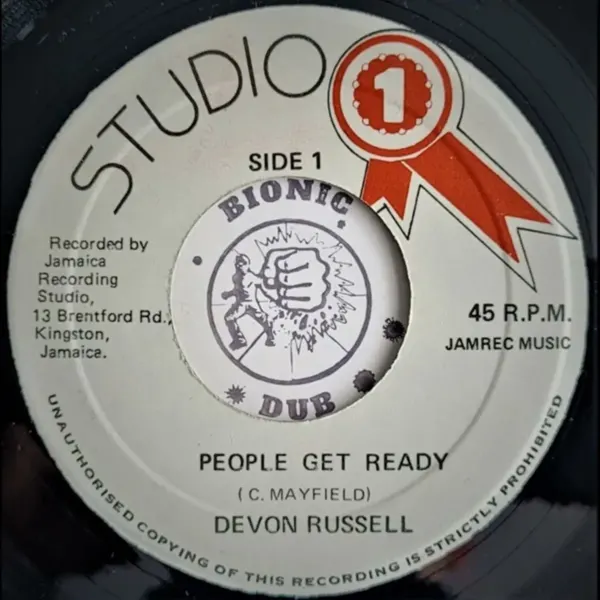 STUDIO
1
SIDE 1
BIONIC
DUB
Recorded by
Jamaica
Recording
Studio,
13 Brentford Rd.,
Kingston,
Jamaica.
45 R.P.M.
JAMREC MUSIC
PEOPLE GET READY
(C. MAYFIELD)
DEVON RUSSELL
UNAUTHORISED COPYING OF THIS RECORDING IS STRICTLY PROHIBITED